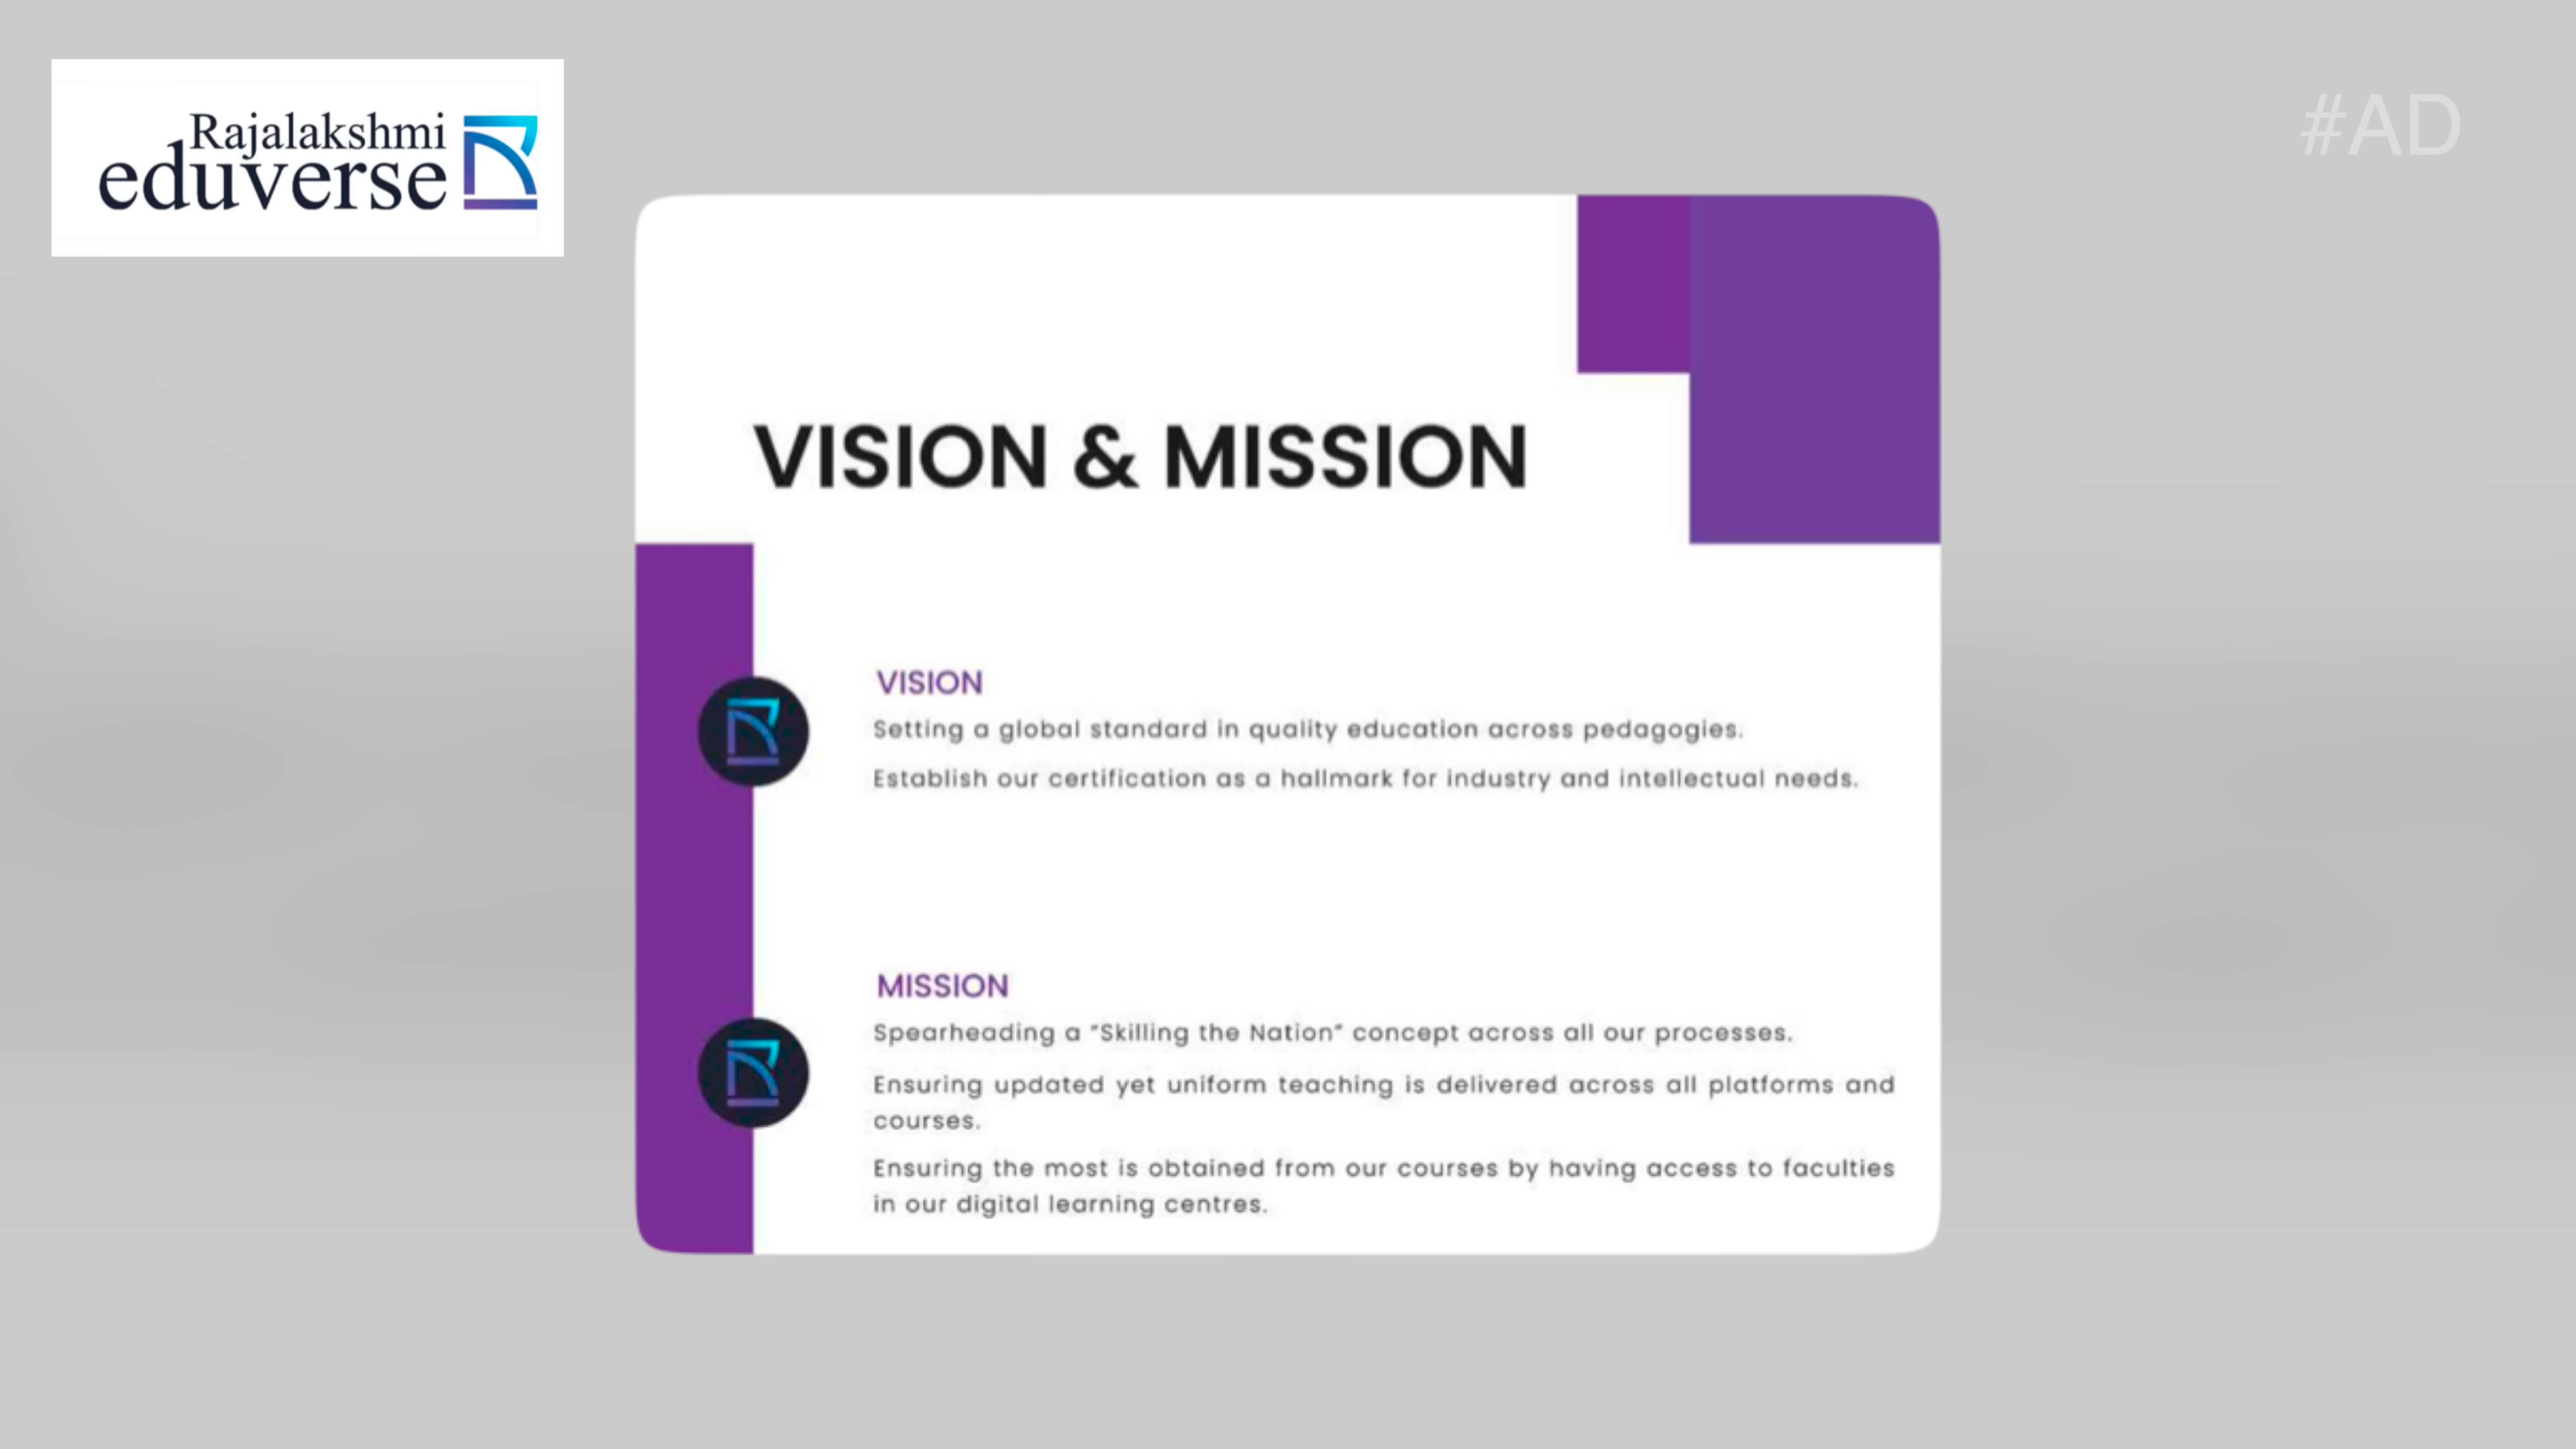 Rajalakshmi
eduverse
#AD
VISION & MISSION
VISION
Setting a global standard in quality education across pedagogies.
Establish our certification as a hallmark for industry and intellectual needs.
MISSION
Spearheading a "Skilling the Nation" concept across all our processes.
Ensuring updated yet uniform teaching is delivered across all platforms and
courses.
Ensuring the most is obtained from our courses by having access to faculties
in our digital learning centres.